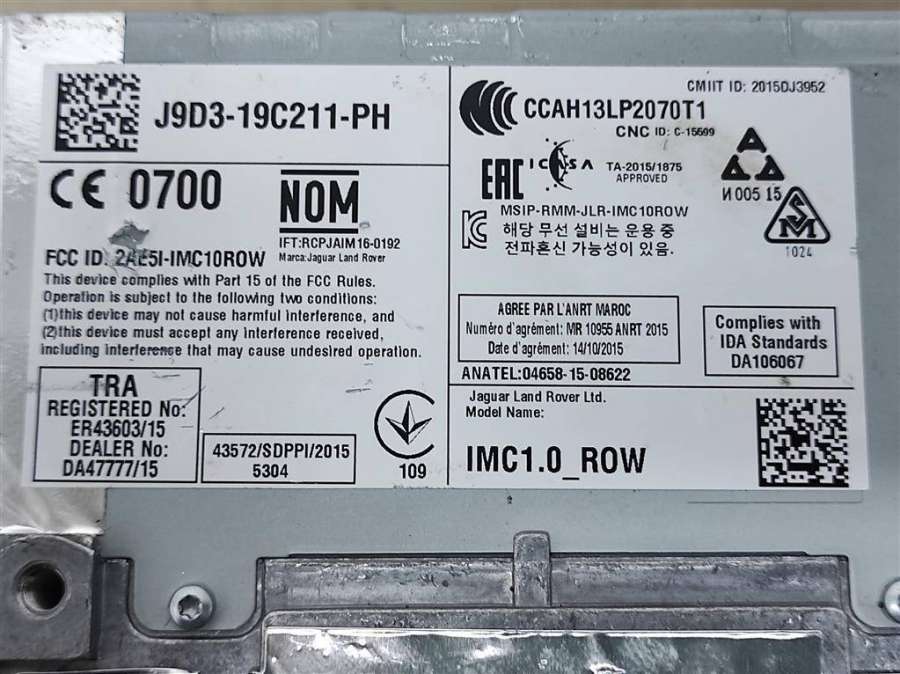 J9D3-19C211-PH
CE 0700
NOM
IFT:RCPJAIM16-0192
Marca:Jaguar Land Rover
FCC ID: 2AE5I-IMC10ROW
This device complies with Part 15 of the FCC Rules.
Operation is subject to the following two conditions:
(1)this device may not cause harmful interference, and
(2)this device must accept any interference received,
including interference that may cause undesired operation.
TRA
REGISTERED No:
ER43603/15
DEALER No:
DA47777/15
43572/SDPPI/2015
5304
109
CMIIT ID: 2015DJ3952
CCAH13LP2070T1
CNC ID: C-15699
EAC
ICASA
TA-2015/1875
APPROVED
И 005 15
MSIP-RMM-JLR-IMC10ROW
해당 무선 설비는 운용 중
전파혼신 가능성이 있음.
1024
AGREE PAR L'ANRT MAROC
Numéro d'agrément: MR 10955 ANRT 2015
Date d'agrément: 14/10/2015
Complies with
IDA Standards
DA106067
ANATEL:04658-15-08622
Jaguar Land Rover Ltd.
Model Name:
IMC1.0_ROW